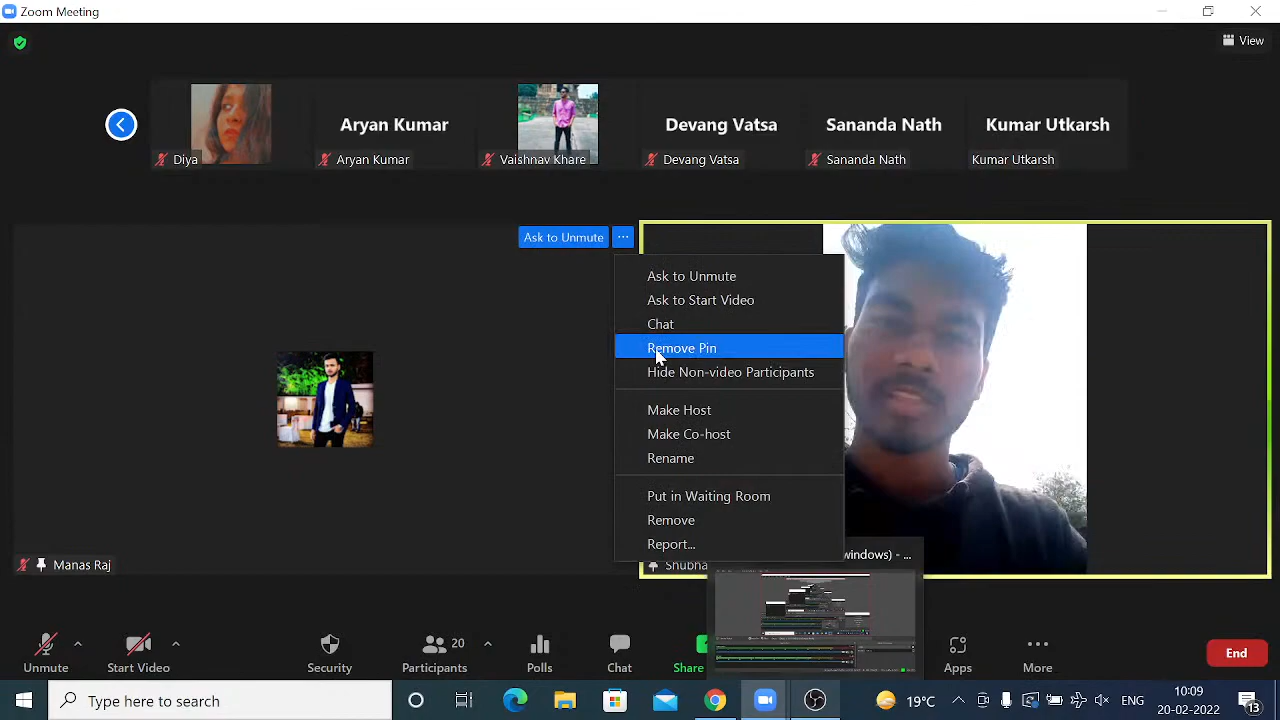 Zoom Meeting
View
Aryan Kumar
Devang Vatsa
Sananda Nath
Kumar Utkarsh
Diya
Aryan Kumar
Vaishnav Khare
Devang Vatsa
Sananda Nath
Kumar Utkarsh
Ask to Unmute
Ask to Unmute
Ask to Start Video
Chat
Remove Pin
Hide Non-video Participants
Make Host
Make Co-host
Rename
Put in Waiting Room
Remove
Report...
windows) - ...
Manas Raj
Shubha
20
Unmute
Security
Participants
Polls
Chat
Share
Apps
More
End
Type here to search
19°C
ENG
10:09
20-02-2022
13